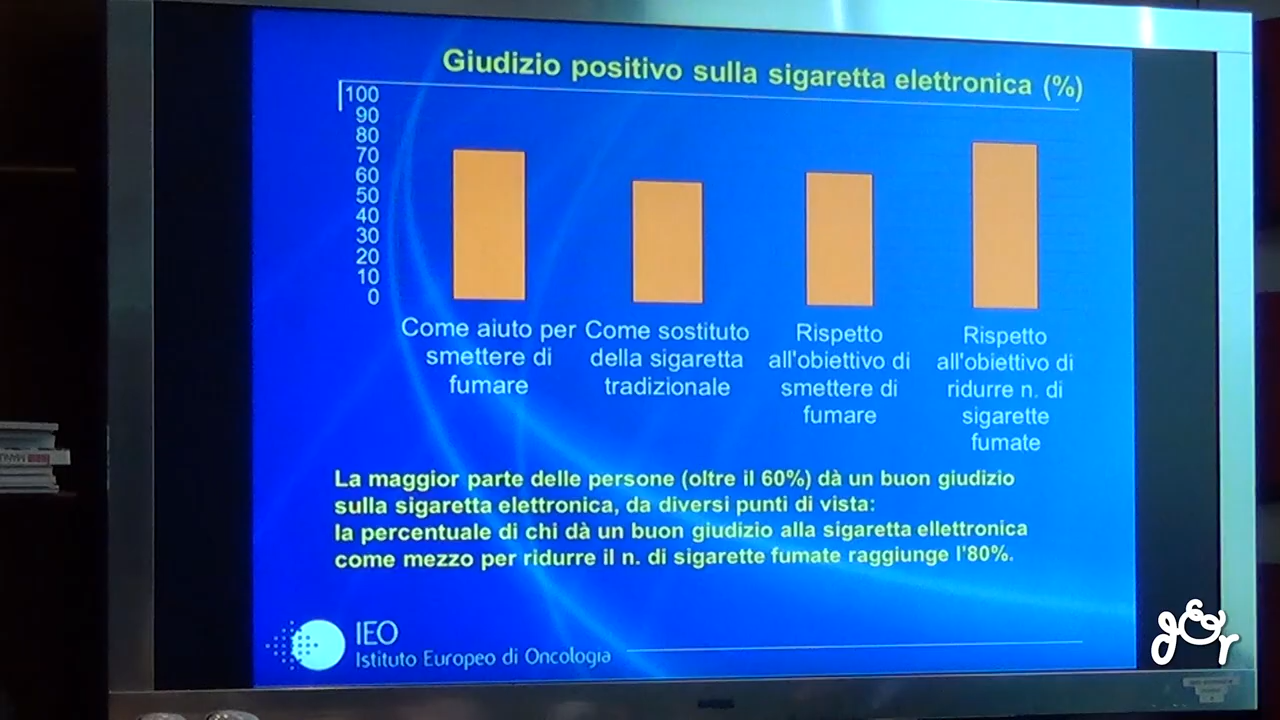 Giudizio positivo sulla sigaretta elettronica (%)
100
90
80
70
60
50
40
30
20
10
0
Come aiuto per
smettere di
fumare
Come sostituto
della sigaretta
tradizionale
Rispetto
all'obiettivo di
smettere di
fumare
Rispetto
all'obiettivo di
ridurre n. di
sigarette
fumate
La maggior parte delle persone (oltre il 60%) dà un buon giudizio
sulla sigaretta elettronica, da diversi punti di vista:
la percentuale di chi dà un buon giudizio alla sigaretta ellettronica
come mezzo per ridurre il n. di sigarette fumate raggiunge l'80%.
IEO
Istituto Europeo di Oncologia
g&r